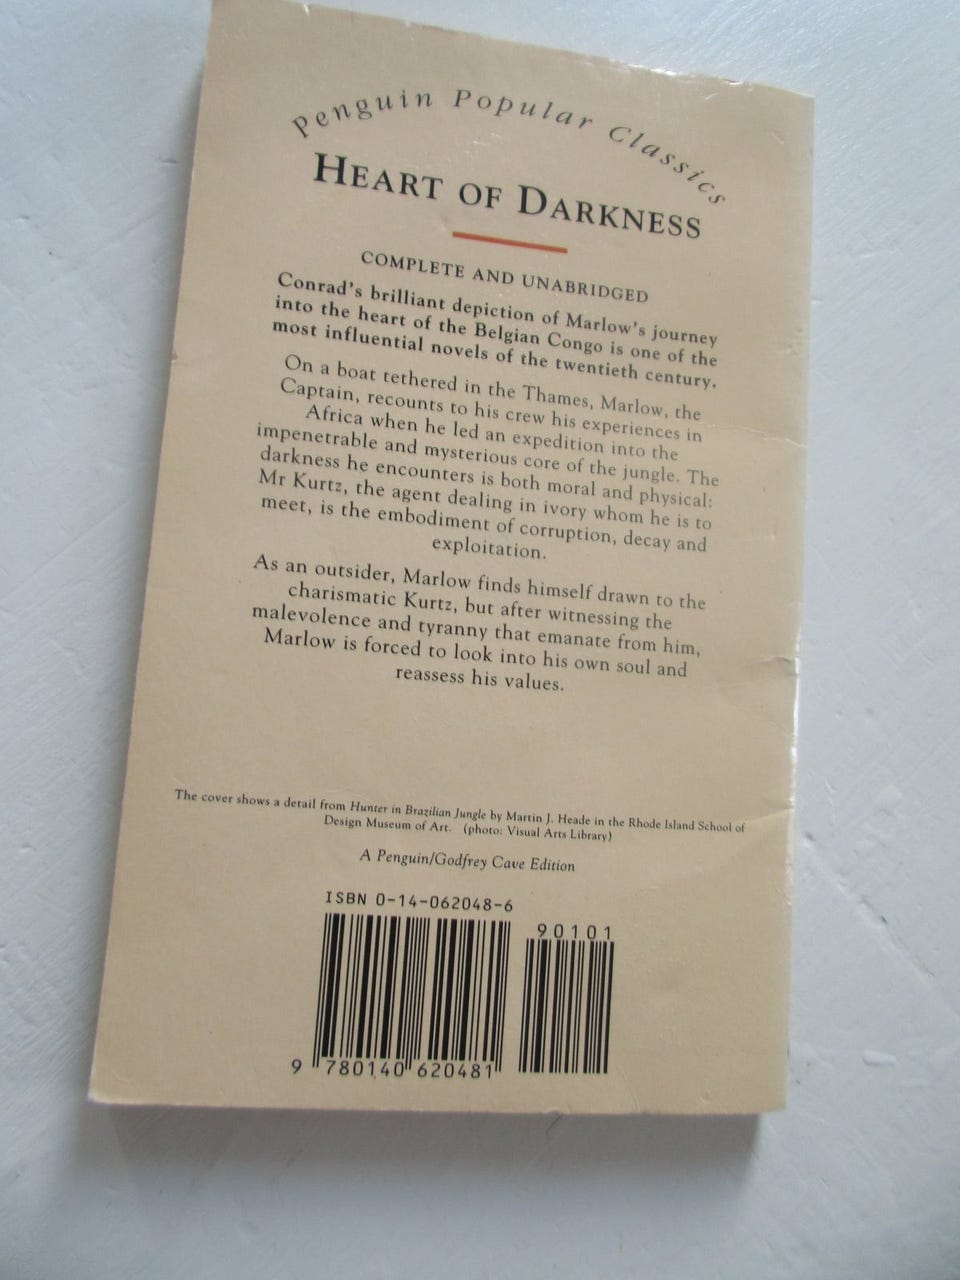 Penguin Popular Classics
HEART OF DARKNESS
COMPLETE AND UNABRIDGED
Conrad's brilliant depiction of Marlow's journey
into the heart of the Belgian Congo is one of the
most influential novels of the twentieth century.
On a boat tethered in the Thames, Marlow, the
Captain, recounts to his crew his experiences in
Africa when he led an expedition into the
impenetrable and mysterious core of the jungle. The
darkness he encounters is both moral and physical:
Mr Kurtz, the agent dealing in ivory whom he is to
meet, is the embodiment of corruption, decay and
exploitation.
As an outsider, Marlow finds himself drawn to the
charismatic Kurtz, but after witnessing the
malevolence and tyranny that emanate from him,
Marlow is forced to look into his own soul and
reassess his values.
The cover shows a detail from Hunter in Brazilian Jungle by Martin J. Heade in the Rhode Island School of
Design Museum of Art. (photo: Visual Arts Library)
A Penguin/Godfrey Cave Edition
ISBN 0-14-062048-6
90101
9 780140 620481